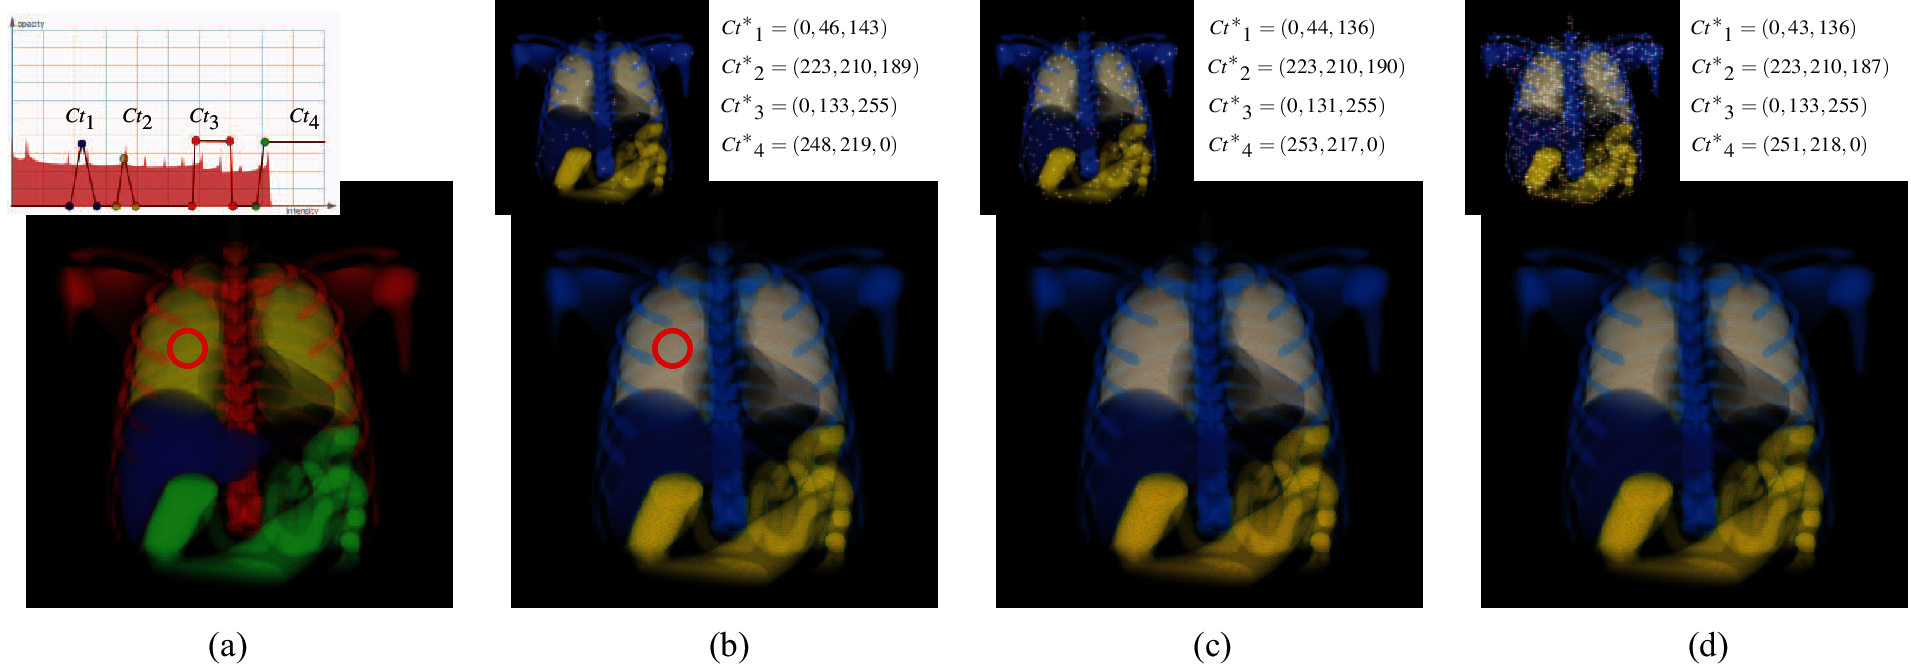 opacity
Ct1 Ct2 Ct3 Ct4
intensity
Ct*1 = (0, 46, 143)
Ct*2 = (223, 210, 189)
Ct*3 = (0, 133, 255)
Ct*4 = (248, 219, 0)
Ct*1 = (0, 44, 136)
Ct*2 = (223, 210, 190)
Ct*3 = (0, 131, 255)
Ct*4 = (253, 217, 0)
Ct*1 = (0, 43, 136)
Ct*2 = (223, 210, 187)
Ct*3 = (0, 133, 255)
Ct*4 = (251, 218, 0)
(a) (b) (c) (d)